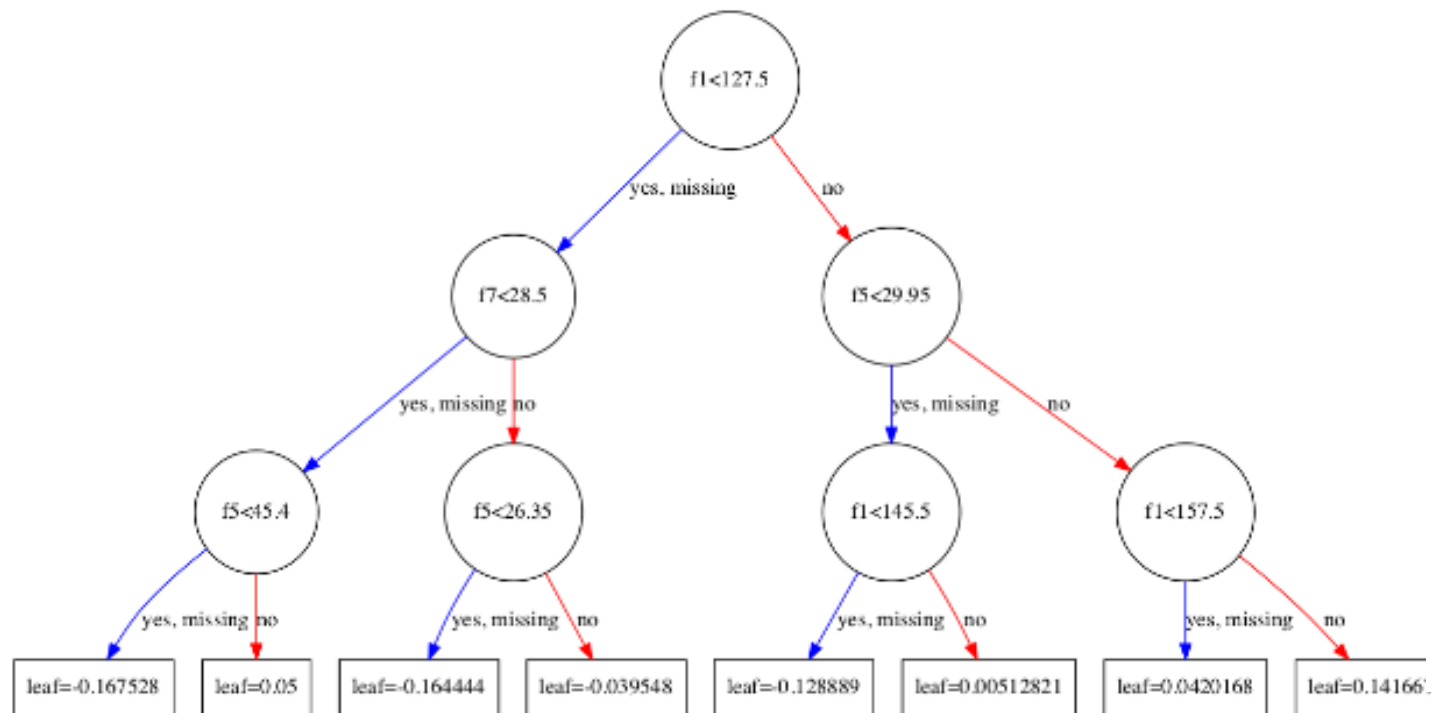 f1<127.5
yes, missing
no
f7<28.5
f5<29.95
yes, missing
no
yes, missing
no
f5<45.4
f5<26.35
f1<145.5
f1<157.5
yes, missing
no
yes, missing
no
yes, missing
no
yes, missing
no
leaf=-0.167528
leaf=0.05
leaf=-0.164444
leaf=-0.039548
leaf=-0.128889
leaf=0.00512821
leaf=0.0420168
leaf=0.141667